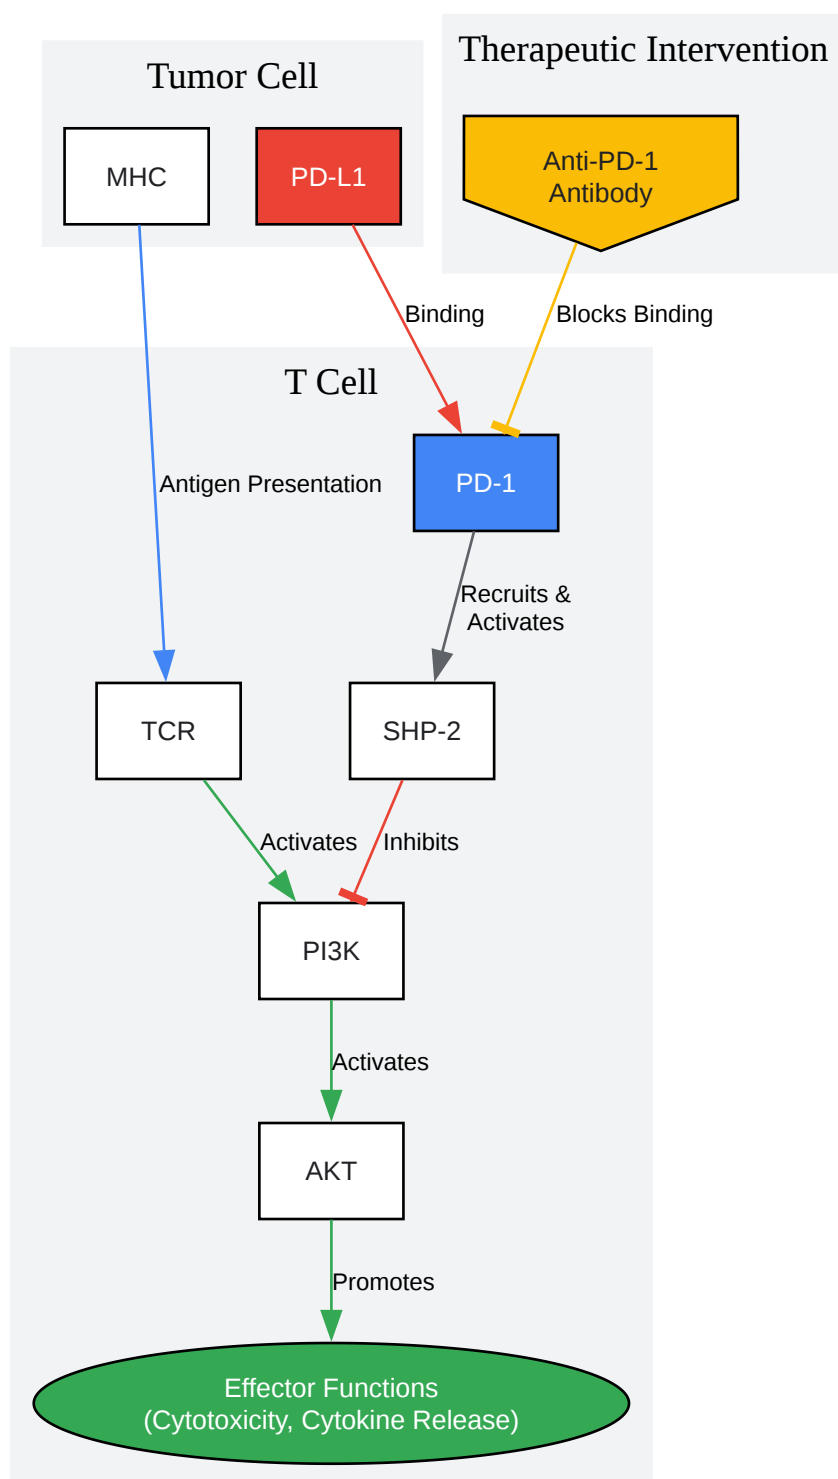 Tumor Cell
Therapeutic Intervention
MHC
PD-L1
Anti-PD-1
Antibody
Binding
Blocks Binding
T Cell
Antigen Presentation
PD-1
Recruits &
Activates
TCR
SHP-2
Activates
Inhibits
PI3K
Activates
AKT
Promotes
Effector Functions
(Cytotoxicity, Cytokine Release)